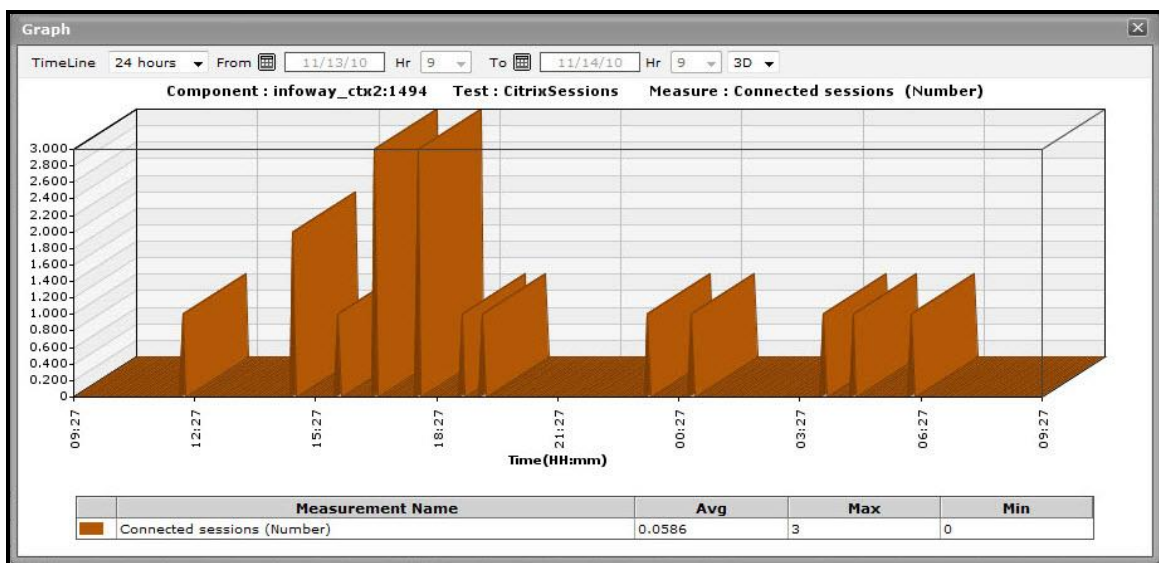 Graph
TimeLine 24 hours From 11/13/10 Hr 9 To 11/14/10 Hr 9 3D
Component : infoway_ctx2:1494 Test : CitrixSessions Measure : Connected sessions (Number)
3.000
2.800
2.600
2.400
2.200
2.000
1.800
1.600
1.400
1.200
1.000
0.800
0.600
0.400
0.200
0
09:27 12:27 15:27 18:27 21:27 00:27 03:27 06:27 09:27
Time(HH:mm)
Measurement Name Avg Max Min
Connected sessions (Number) 0.0586 3 0